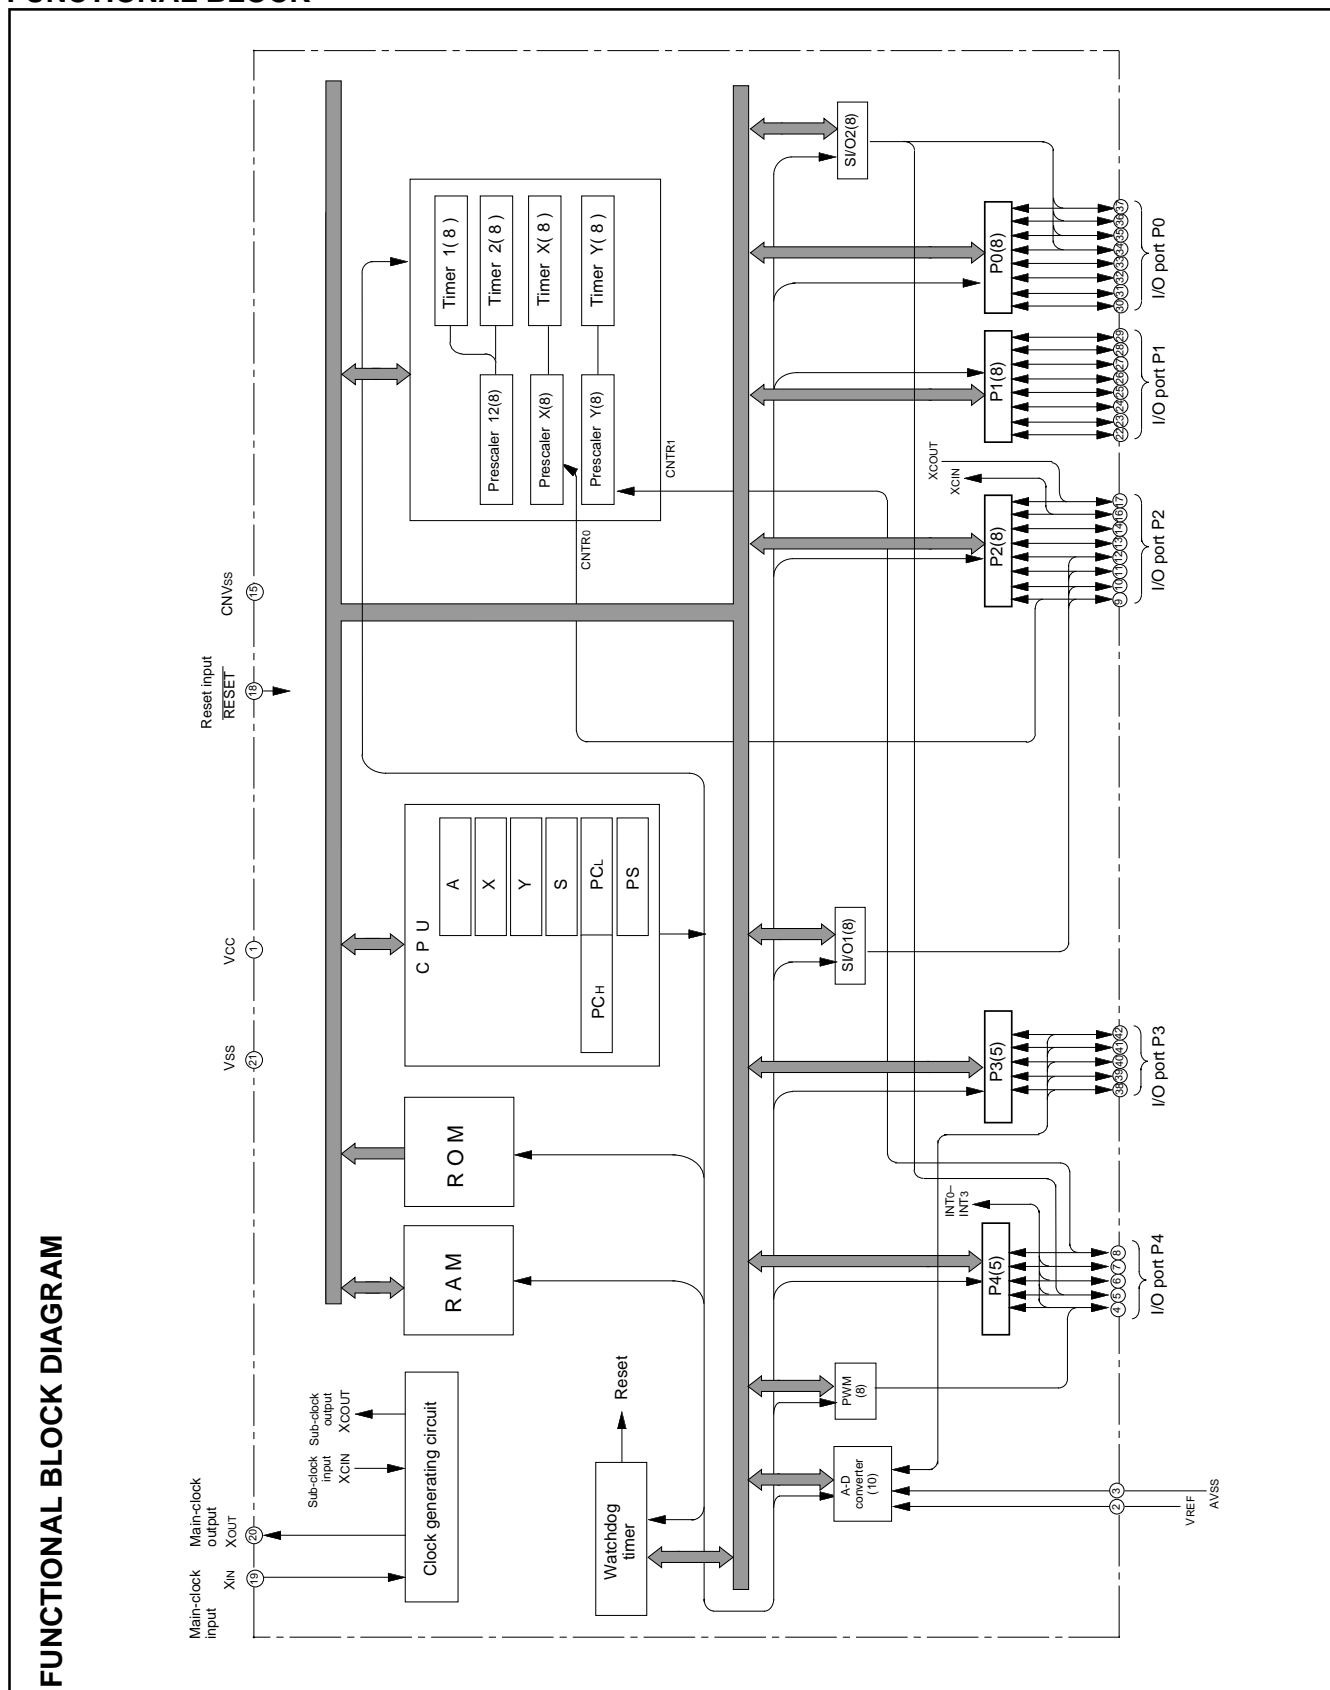 FUNCTIONAL BLOCK
FUNCTIONAL BLOCK DIAGRAM
Main-clock
input
XIN
19
Main-clock
output
XOUT
20
Sub-clock
input
XCIN
Sub-clock
output
XCOUT
Clock generating circuit
VSS
21
VCC
1
Reset input
RESET
18
CNVSS
15
RAM
ROM
CPU
A
X
Y
S
PCH
PCL
PS
Timer 1( 8 )
Timer 2( 8 )
Timer X( 8 )
Timer Y( 8 )
Prescaler 12(8)
Prescaler X(8)
Prescaler Y(8)
CNTR0
CNTR1
Watchdog
timer
Reset
A-D
converter
(10)
PWM
(8)
SI/O1(8)
SI/O2(8)
INT0–
INT3
XCIN
XCOUT
P4(5)
P3(5)
P2(8)
P1(8)
P0(8)
VREF
AVSS
2
3
4
5
6
7
8
I/O port P4
38
39
40
41
42
I/O port P3
9
10
11
12
13
14
16
17
I/O port P2
22
23
24
25
26
27
28
29
I/O port P1
30
31
32
33
34
35
36
37
I/O port P0